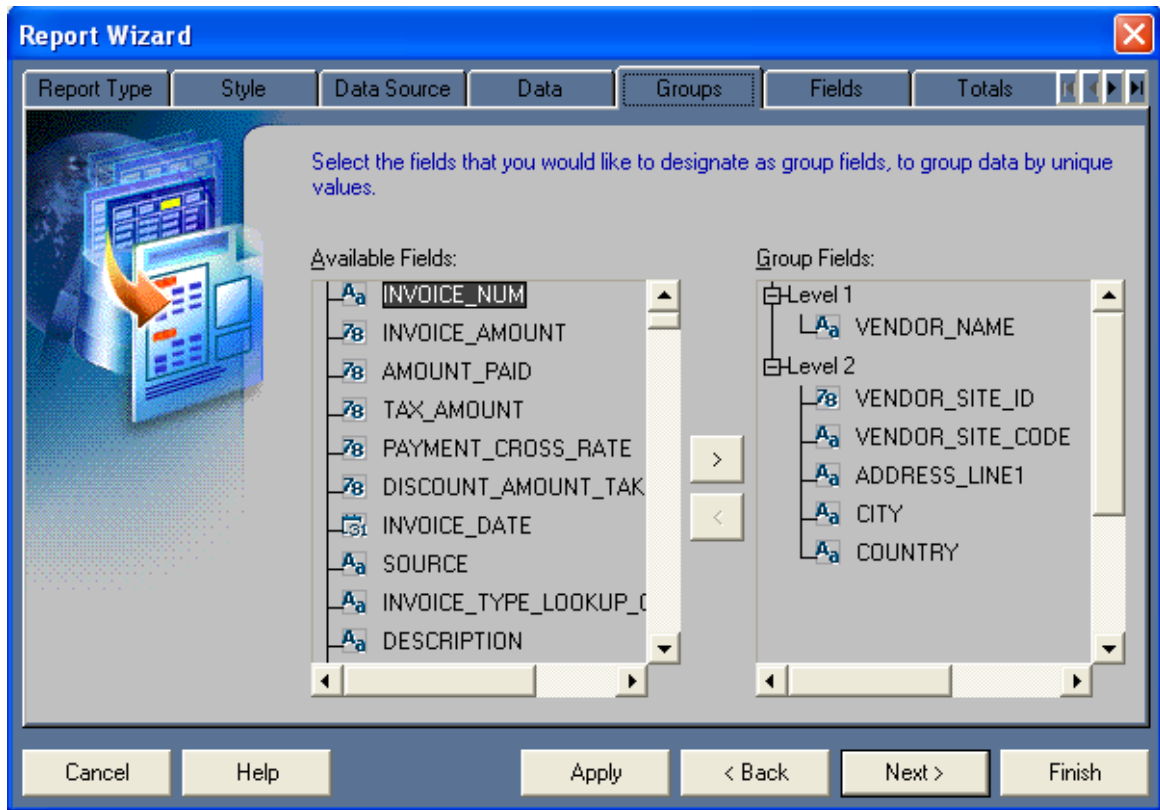 Report Wizard
Report Type Style Data Source Data Groups Fields Totals
Select the fields that you would like to designate as group fields, to group data by unique
values.
Available Fields:
INVOICE_NUM
INVOICE_AMOUNT
AMOUNT_PAID
TAX_AMOUNT
PAYMENT_CROSS_RATE
DISCOUNT_AMOUNT_TAK
INVOICE_DATE
SOURCE
INVOICE_TYPE_LOOKUP_C
DESCRIPTION
>
<
Group Fields:
Level 1
VENDOR_NAME
Level 2
VENDOR_SITE_ID
VENDOR_SITE_CODE
ADDRESS_LINE1
CITY
COUNTRY
Cancel Help Apply < Back Next > Finish